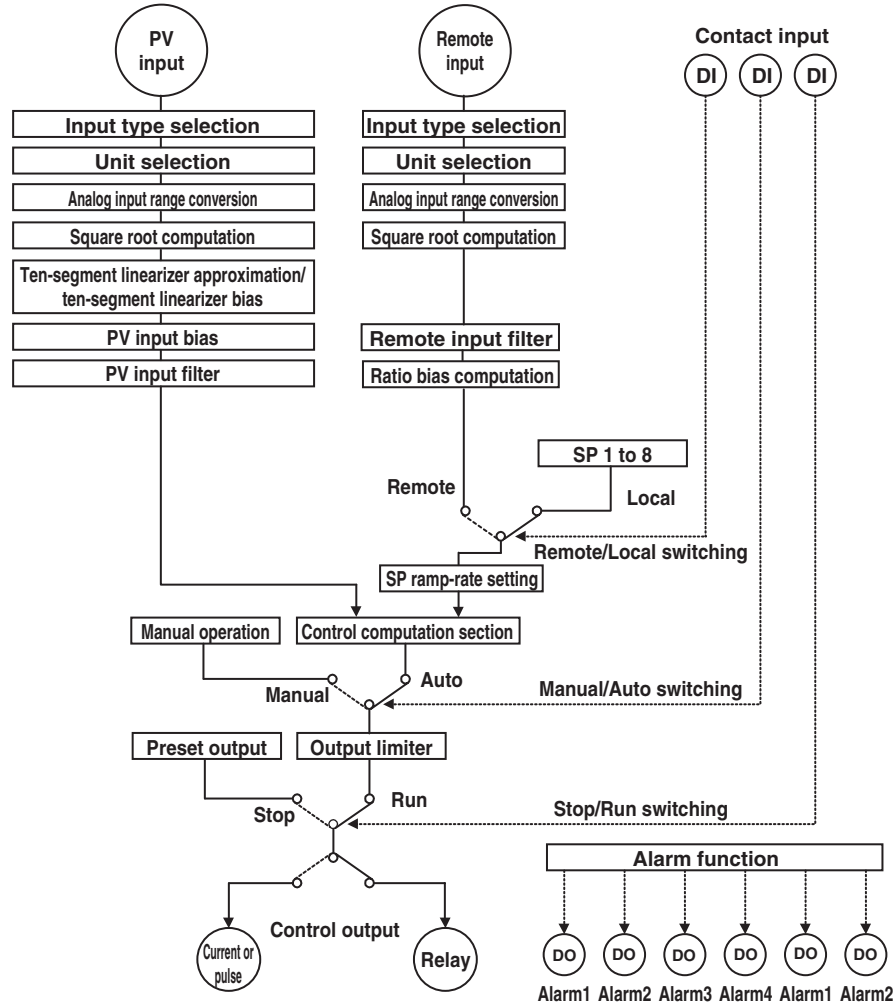 PV
input
Remote
input
Contact input
DI DI DI
Input type selection
Unit selection
Analog input range conversion
Square root computation
Ten-segment linearizer approximation/
ten-segment linearizer bias
PV input bias
PV input filter
Input type selection
Unit selection
Analog input range conversion
Square root computation
Remote input filter
Ratio bias computation
SP 1 to 8
Remote
Local
Remote/Local switching
SP ramp-rate setting
Manual operation
Control computation section
Manual
Auto
Manual/Auto switching
Preset output
Output limiter
Stop
Run
Stop/Run switching
Alarm function
Control output
Current or
pulse
Relay
DO DO DO DO DO DO
Alarm1 Alarm2 Alarm3 Alarm4 Alarm1 Alarm2